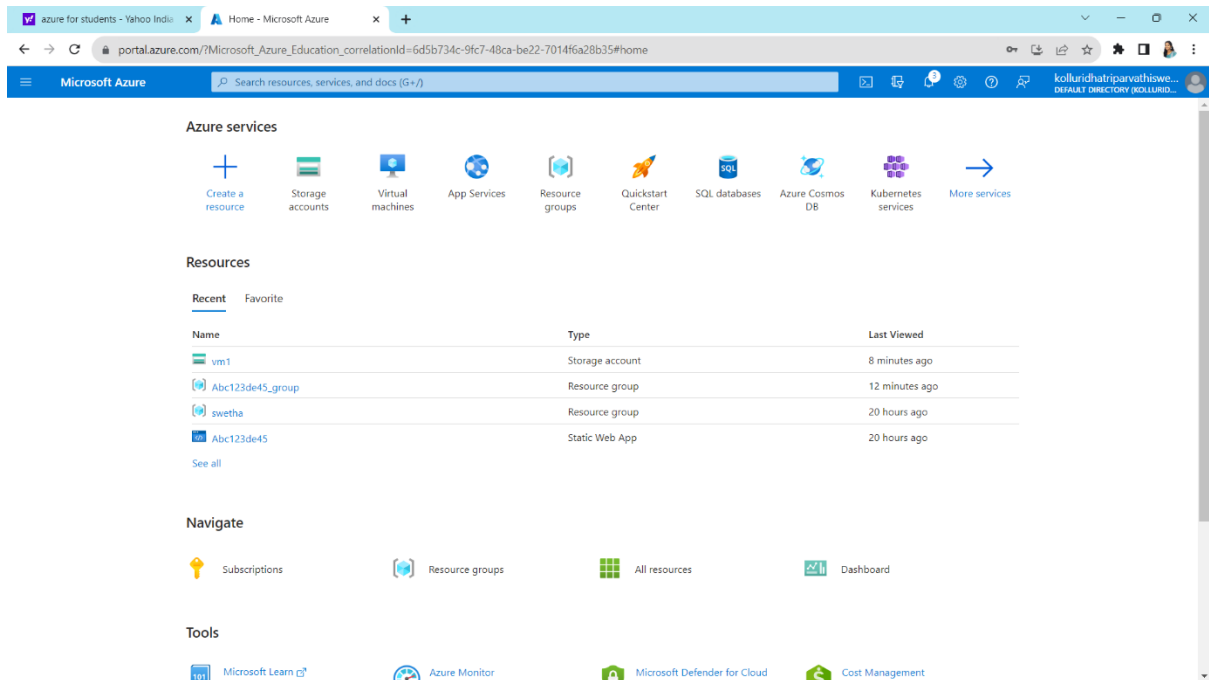 azure for students - Yahoo India
Home - Microsoft Azure
portal.azure.com/?Microsoft_Azure_Education_correlationId=6d5b734c-9fc7-48ca-be22-7014f6a28b35#home
Microsoft Azure
Search resources, services, and docs (G+/)
3
kolluridhatriparvathiswe...
DEFAULT DIRECTORY (KOLLURID...
Azure services
Create a resource
Storage accounts
Virtual machines
App Services
Resource groups
Quickstart Center
SQL
SQL databases
Azure Cosmos DB
Kubernetes services
More services
Resources
Recent Favorite
Name Type Last Viewed
vm1 Storage account 8 minutes ago
Abc123de45_group Resource group 12 minutes ago
swetha Resource group 20 hours ago
Abc123de45 Static Web App 20 hours ago
See all
Navigate
Subscriptions Resource groups All resources Dashboard
Tools
101 Microsoft Learn Azure Monitor Microsoft Defender for Cloud Cost Management